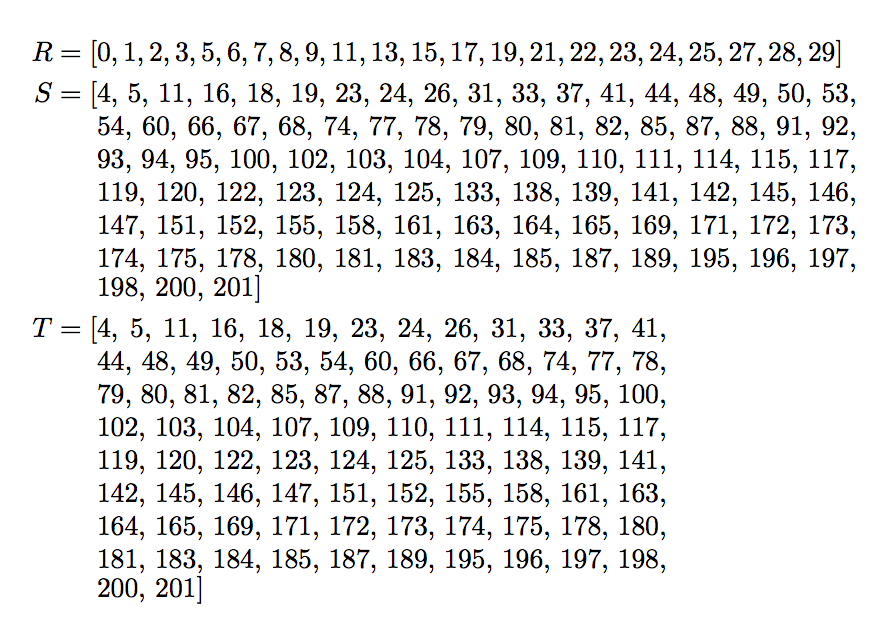 R = [0, 1, 2, 3, 5, 6, 7, 8, 9, 11, 13, 15, 17, 19, 21, 22, 23, 24, 25, 27, 28, 29]
S = [4, 5, 11, 16, 18, 19, 23, 24, 26, 31, 33, 37, 41, 44, 48, 49, 50, 53,
54, 60, 66, 67, 68, 74, 77, 78, 79, 80, 81, 82, 85, 87, 88, 91, 92,
93, 94, 95, 100, 102, 103, 104, 107, 109, 110, 111, 114, 115, 117,
119, 120, 122, 123, 124, 125, 133, 138, 139, 141, 142, 145, 146,
147, 151, 152, 155, 158, 161, 163, 164, 165, 169, 171, 172, 173,
174, 175, 178, 180, 181, 183, 184, 185, 187, 189, 195, 196, 197,
198, 200, 201]
T = [4, 5, 11, 16, 18, 19, 23, 24, 26, 31, 33, 37, 41,
44, 48, 49, 50, 53, 54, 60, 66, 67, 68, 74, 77, 78,
79, 80, 81, 82, 85, 87, 88, 91, 92, 93, 94, 95, 100,
102, 103, 104, 107, 109, 110, 111, 114, 115, 117,
119, 120, 122, 123, 124, 125, 133, 138, 139, 141,
142, 145, 146, 147, 151, 152, 155, 158, 161, 163,
164, 165, 169, 171, 172, 173, 174, 175, 178, 180,
181, 183, 184, 185, 187, 189, 195, 196, 197, 198,
200, 201]